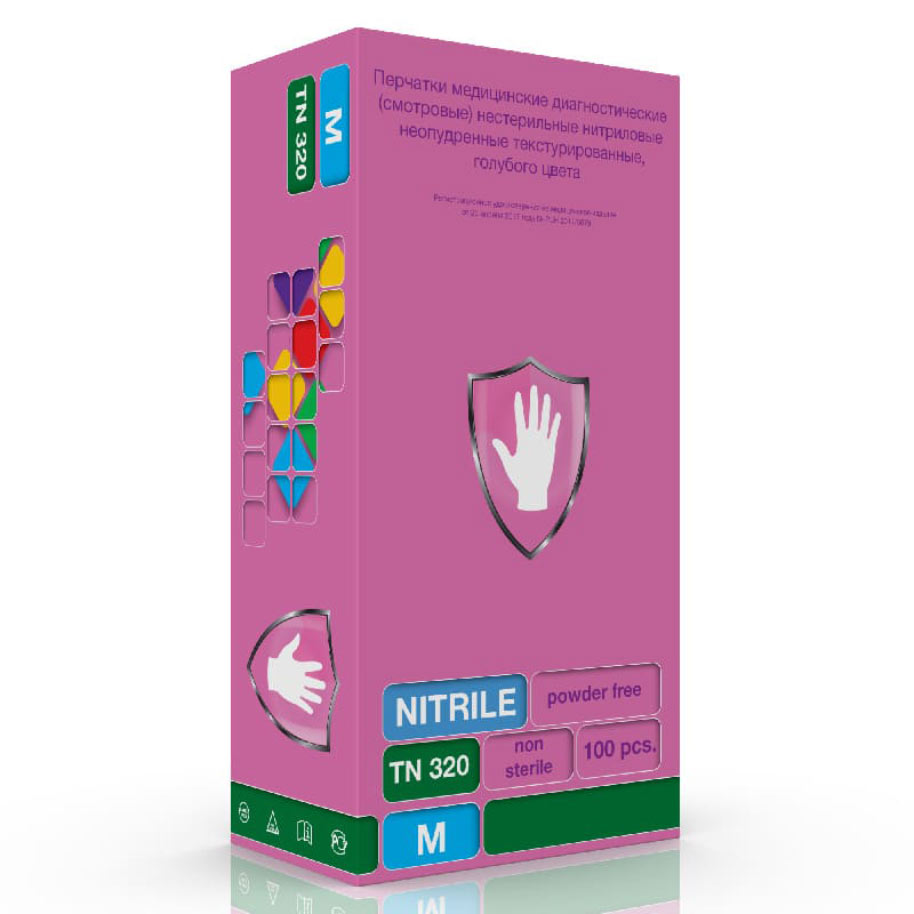 Перчатки медицинские диагностические
(смотровые) нестерильные нитриловые
неопудренные текстурированные,
голубого цвета
NITRILE
powder free
TN 320
non
sterile
100 pcs.
M
M
TN 320